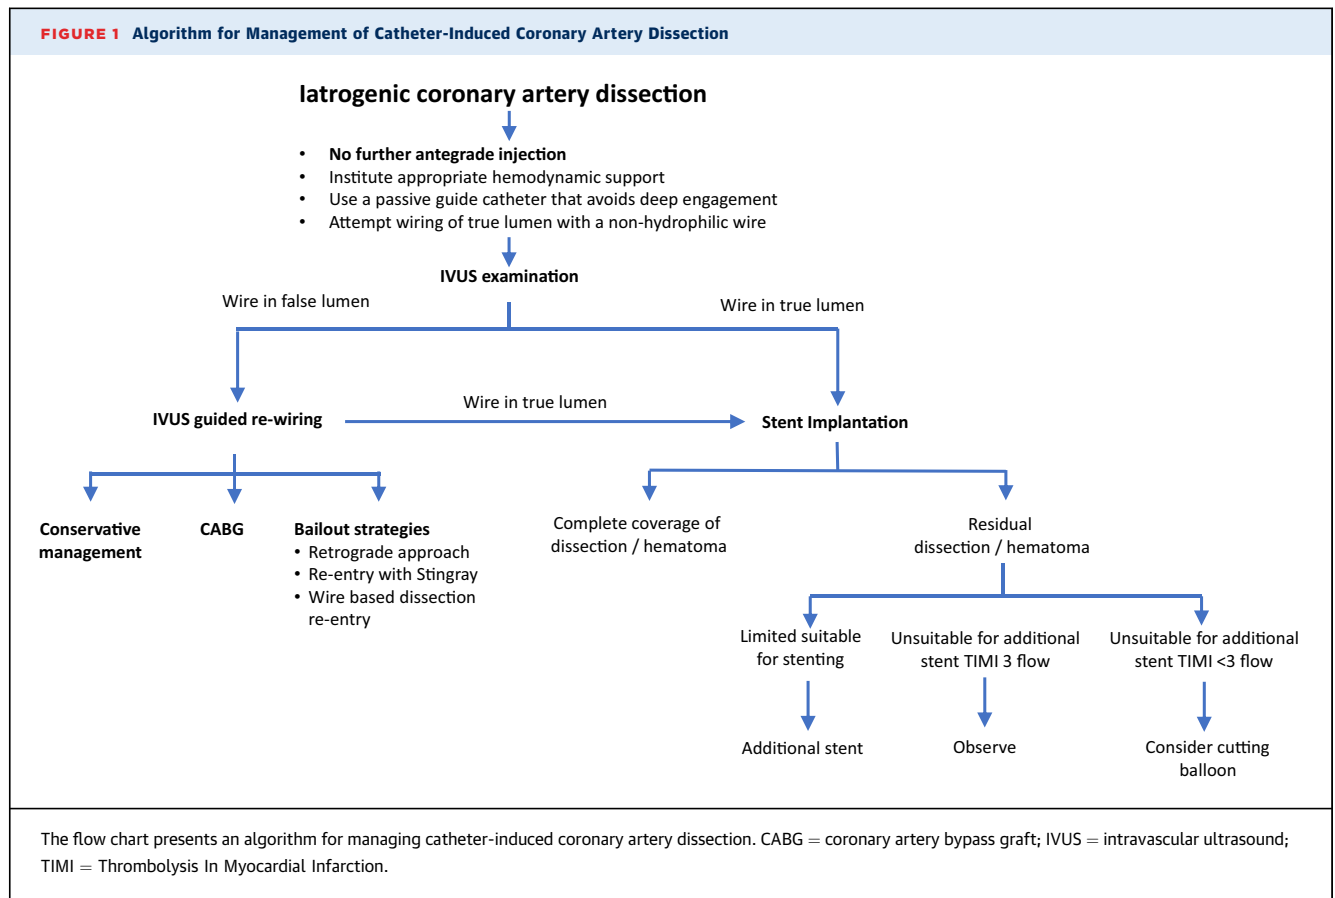 FIGURE 1 Algorithm for Management of Catheter-Induced Coronary Artery Dissection
Iatrogenic coronary artery dissection
• No further antegrade injection
• Institute appropriate hemodynamic support
• Use a passive guide catheter that avoids deep engagement
• Attempt wiring of true lumen with a non-hydrophilic wire
IVUS examination
Wire in false lumen
Wire in true lumen
IVUS guided re-wiring
Wire in true lumen
Stent Implantation
Conservative
management
CABG
Bailout strategies
• Retrograde approach
• Re-entry with Stingray
• Wire based dissection
re-entry
Complete coverage of
dissection / hematoma
Residual
dissection / hematoma
Limited suitable
for stenting
Unsuitable for additional
stent TIMI 3 flow
Unsuitable for additional
stent TIMI <3 flow
Additional stent
Observe
Consider cutting
balloon
The flow chart presents an algorithm for managing catheter-induced coronary artery dissection. CABG = coronary artery bypass graft; IVUS = intravascular ultrasound;
TIMI = Thrombolysis In Myocardial Infarction.